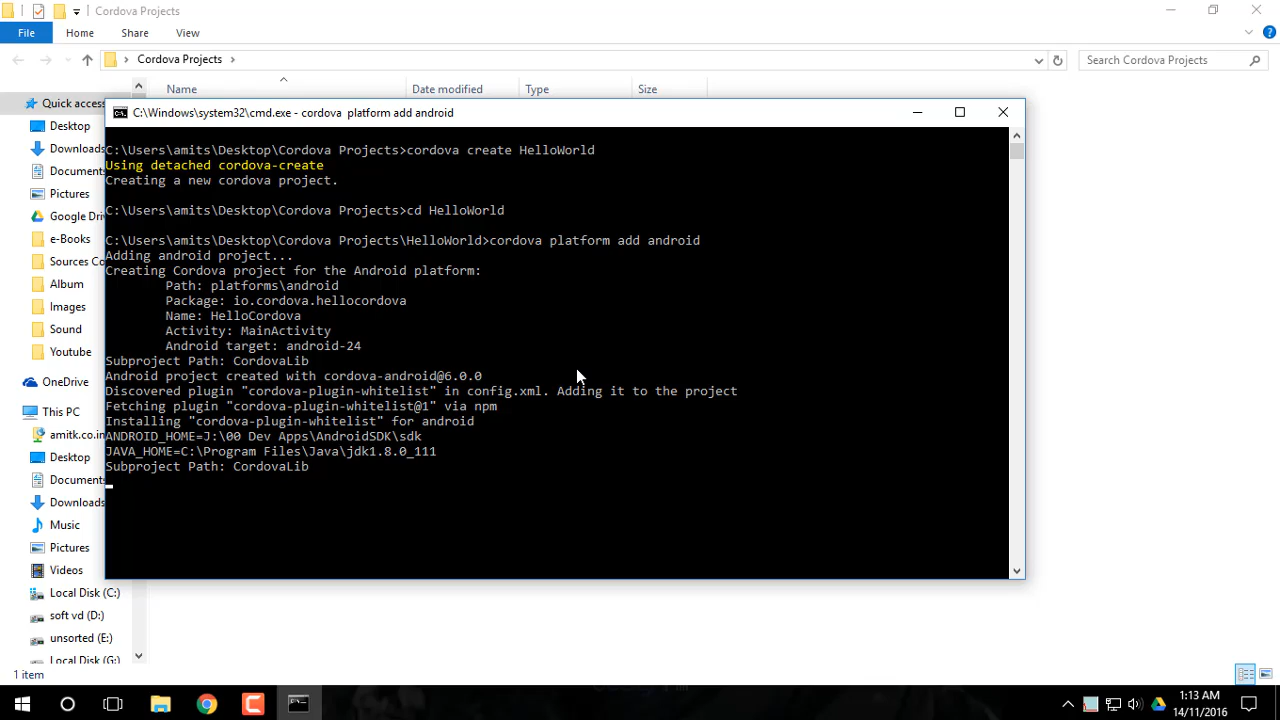 Cordova Projects
File
Home
Share
View
Cordova Projects
Search Cordova Projects
Name
Date modified
Type
Size
Quick access
Desktop
Downloads
Documents
Pictures
Google Dri
e-Books
Sources Co
Album
Images
Sound
Youtube
OneDrive
This PC
amitk.co.in
Desktop
Documents
Downloads
Music
Pictures
Videos
Local Disk (C:)
soft vd (D:)
unsorted (E:)
Local Disk (G:)
C:\Windows\system32\cmd.exe - cordova  platform add android
C:\Users\amits\Desktop\Cordova Projects>cordova create HelloWorld
Using detached cordova-create
Creating a new cordova project.
C:\Users\amits\Desktop\Cordova Projects>cd HelloWorld
C:\Users\amits\Desktop\Cordova Projects\HelloWorld>cordova platform add android
Adding android project...
Creating Cordova project for the Android platform:
Path: platforms\android
Package: io.cordova.hellocordova
Name: HelloCordova
Activity: MainActivity
Android target: android-24
Subproject Path: CordovaLib
Android project created with cordova-android@6.0.0
Discovered plugin "cordova-plugin-whitelist" in config.xml. Adding it to the project
Fetching plugin "cordova-plugin-whitelist@1" via npm
Installing "cordova-plugin-whitelist" for android
ANDROID_HOME=J:\00 Dev Apps\AndroidSDK\sdk
JAVA_HOME=C:\Program Files\Java\jdk1.8.0_111
Subproject Path: CordovaLib
1 item
1:13 AM
14/11/2016